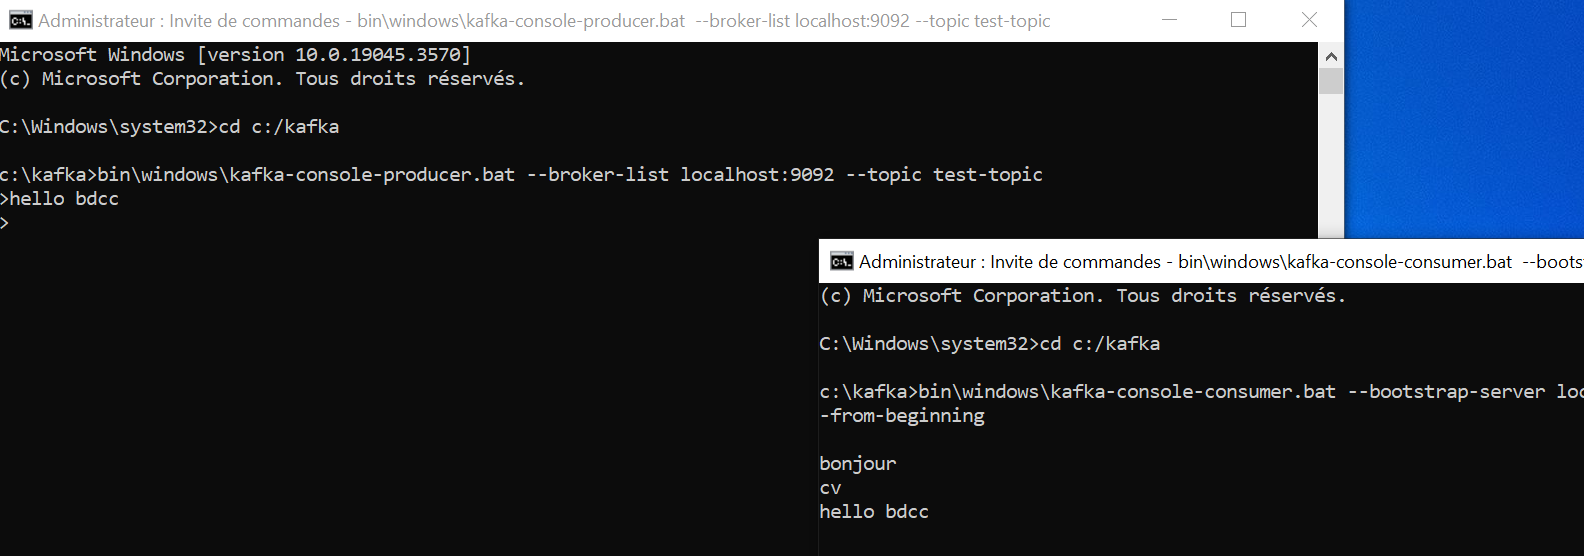 Administrateur : Invite de commandes - bin\windows\kafka-console-producer.bat  --broker-list localhost:9092 --topic test-topic
Microsoft Windows [version 10.0.19045.3570]
(c) Microsoft Corporation. Tous droits réservés.
C:\Windows\system32>cd c:/kafka
c:\kafka>bin\windows\kafka-console-producer.bat --broker-list localhost:9092 --topic test-topic
>hello bdcc
>
Administrateur : Invite de commandes - bin\windows\kafka-console-consumer.bat  --boots
(c) Microsoft Corporation. Tous droits réservés.
C:\Windows\system32>cd c:/kafka
c:\kafka>bin\windows\kafka-console-consumer.bat --bootstrap-server loc
-from-beginning
bonjour
cv
hello bdcc